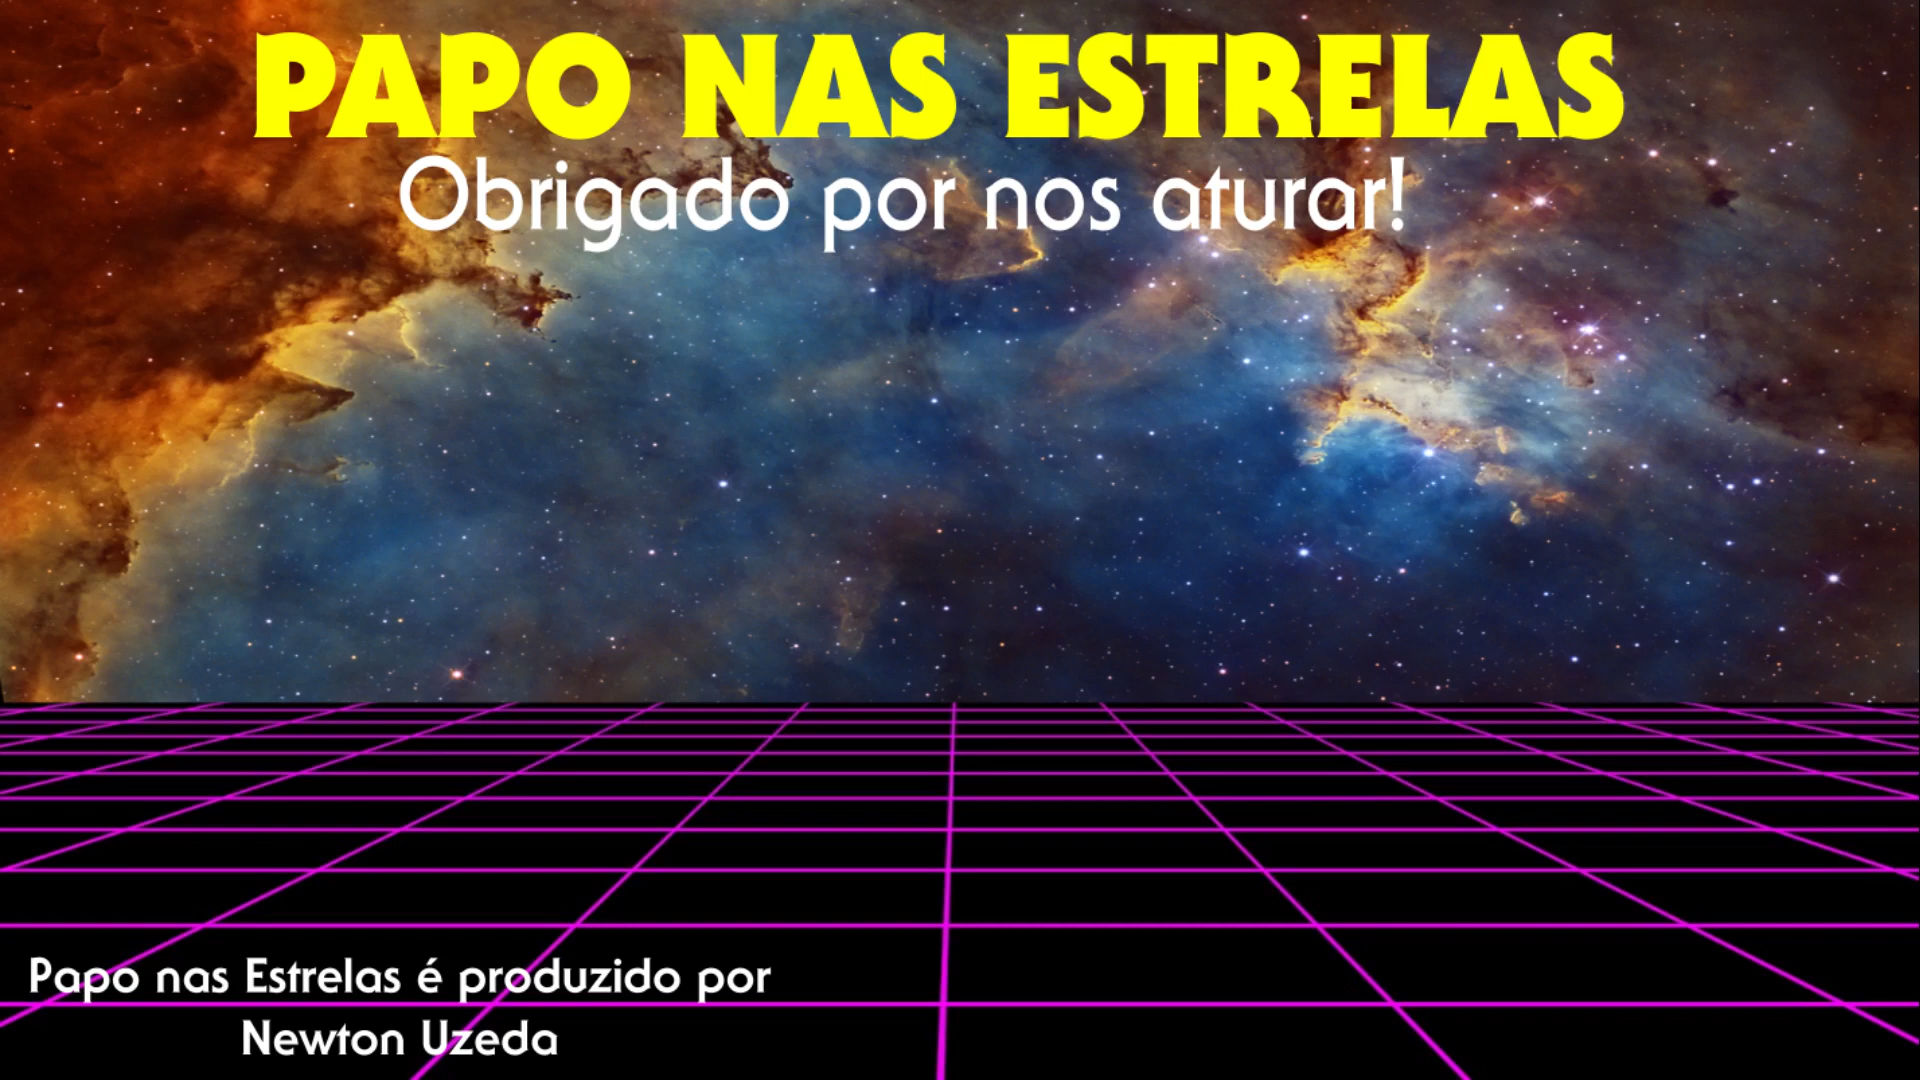 PAPO NAS ESTRELAS
Obrigado por nos aturar!
Papo nas Estrelas é produzido por
Newton Uzeda